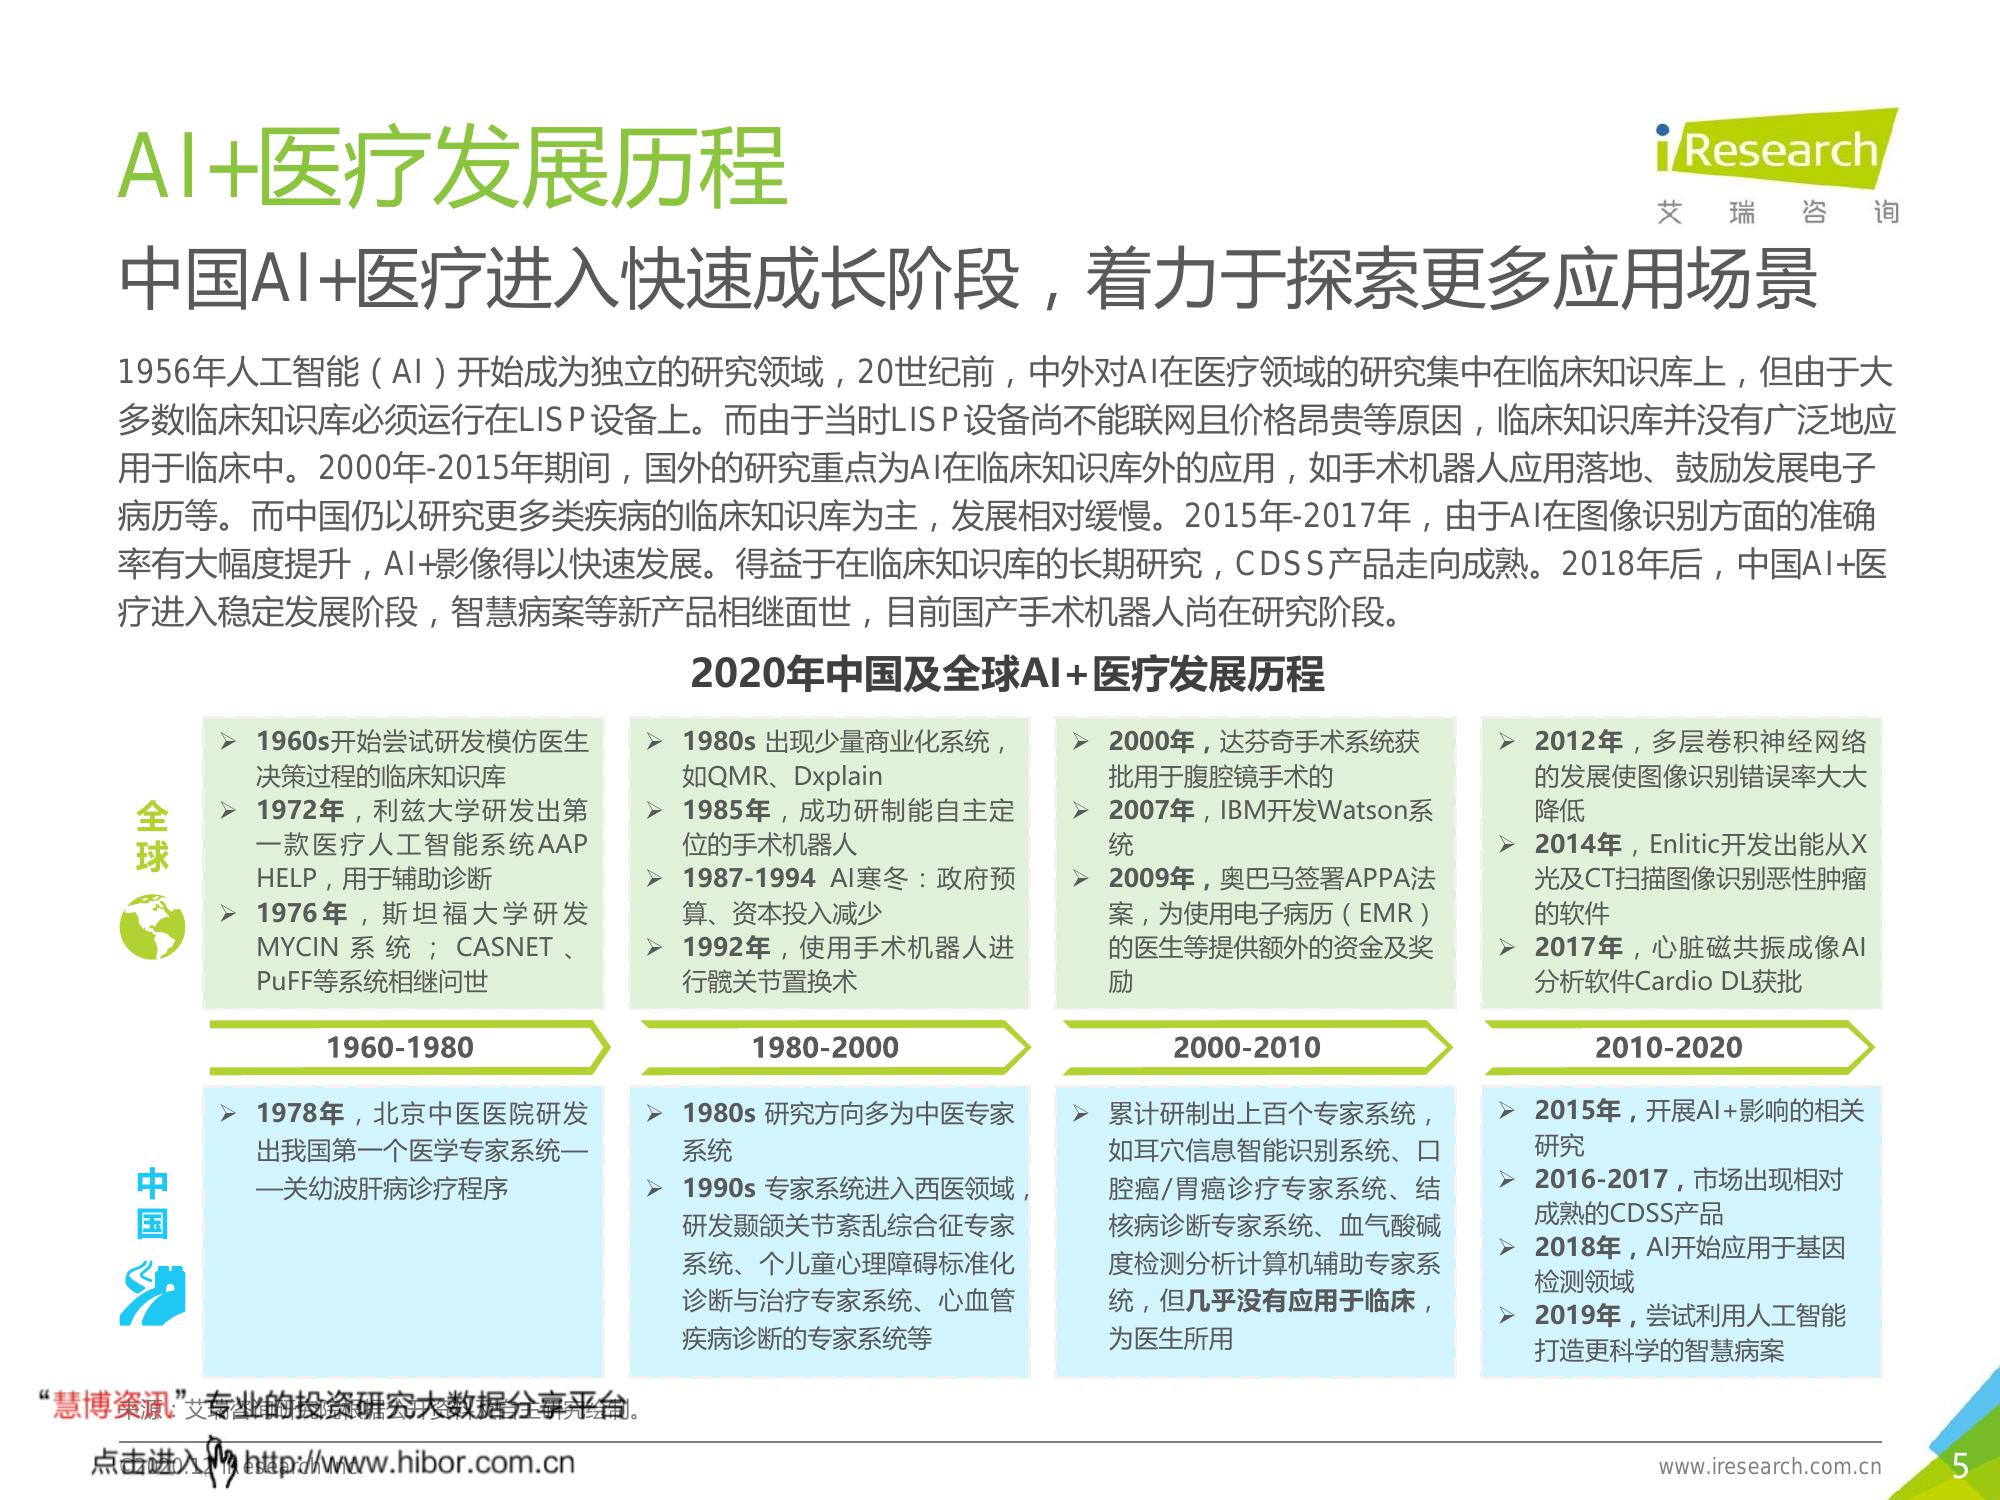 AI+医疗发展历程
iResearch
艾瑞咨询
中国AI+医疗进入快速成长阶段，着力于探索更多应用场景
1956年人工智能（AI）开始成为独立的研究领域，20世纪前，中外对AI在医疗领域的研究集中在临床知识库上，但由于大
多数临床知识库必须运行在LISP设备上。而由于当时LISP设备尚不能联网且价格昂贵等原因，临床知识库并没有广泛地应
用于临床中。2000年-2015年期间，国外的研究重点为AI在临床知识库外的应用，如手术机器人应用落地、鼓励发展电子
病历等。而中国仍以研究更多类疾病的临床知识库为主，发展相对缓慢。2015年-2017年，由于AI在图像识别方面的准确
率有大幅度提升，AI+影像得以快速发展。得益于在临床知识库的长期研究，CDSS产品走向成熟。2018年后，中国AI+医
疗进入稳定发展阶段，智慧病案等新产品相继面世，目前国产手术机器人尚在研究阶段。
2020年中国及全球AI+医疗发展历程
全球
➢ 1960s开始尝试研发模仿医生
决策过程的临床知识库
➢ 1972年，利兹大学研发出第
一款医疗人工智能系统AAP
HELP，用于辅助诊断
➢ 1976年，斯坦福大学研发
MYCIN系统；CASNET、
PuFF等系统相继问世
➢ 1980s 出现少量商业化系统，
如QMR、Dxplain
➢ 1985年，成功研制能自主定
位的手术机器人
➢ 1987-1994 AI寒冬：政府预
算、资本投入减少
➢ 1992年，使用手术机器人进
行髋关节置换术
➢ 2000年，达芬奇手术系统获
批用于腹腔镜手术的
➢ 2007年，IBM开发Watson系
统
➢ 2009年，奥巴马签署APPA法
案，为使用电子病历（EMR）
的医生等提供额外的资金及奖
励
➢ 2012年，多层卷积神经网络
的发展使图像识别错误率大大
降低
➢ 2014年，Enlitic开发出能从X
光及CT扫描图像识别恶性肿瘤
的软件
➢ 2017年，心脏磁共振成像AI
分析软件Cardio DL获批
1960-1980
1980-2000
2000-2010
2010-2020
中国
➢ 1978年，北京中医医院研发
出我国第一个医学专家系统—
—关幼波肝病诊疗程序
➢ 1980s 研究方向多为中医专家
系统
➢ 1990s 专家系统进入西医领域，
研发颞颌关节紊乱综合征专家
系统、个儿童心理障碍标准化
诊断与治疗专家系统、心血管
疾病诊断的专家系统等
➢ 累计研制出上百个专家系统，
如耳穴信息智能识别系统、口
腔癌/胃癌诊疗专家系统、结
核病诊断专家系统、血气酸碱
度检测分析计算机辅助专家系
统，但几乎没有应用于临床，
为医生所用
➢ 2015年，开展AI+影响的相关
研究
➢ 2016-2017，市场出现相对
成熟的CDSS产品
➢ 2018年，AI开始应用于基因
检测领域
➢ 2019年，尝试利用人工智能
打造更科学的智慧病案
“慧博资讯”专业的投资研究大数据分享平台
来源：艾瑞咨询研究院根据公开资料及自主研究绘制。
点击进入 http://www.hibor.com.cn
©2020.12 iResearch Inc.
www.iresearch.com.cn
5